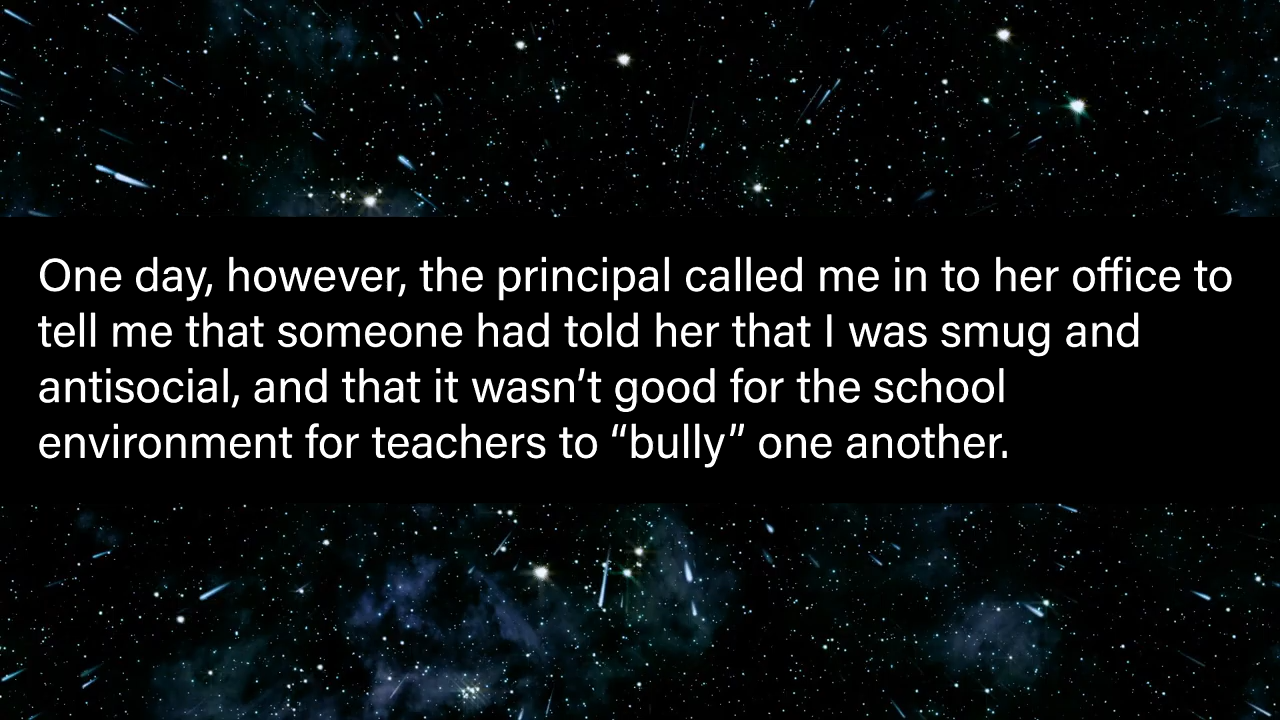 One day, however, the principal called me in to her office to
tell me that someone had told her that I was smug and
antisocial, and that it wasn’t good for the school
environment for teachers to “bully” one another.